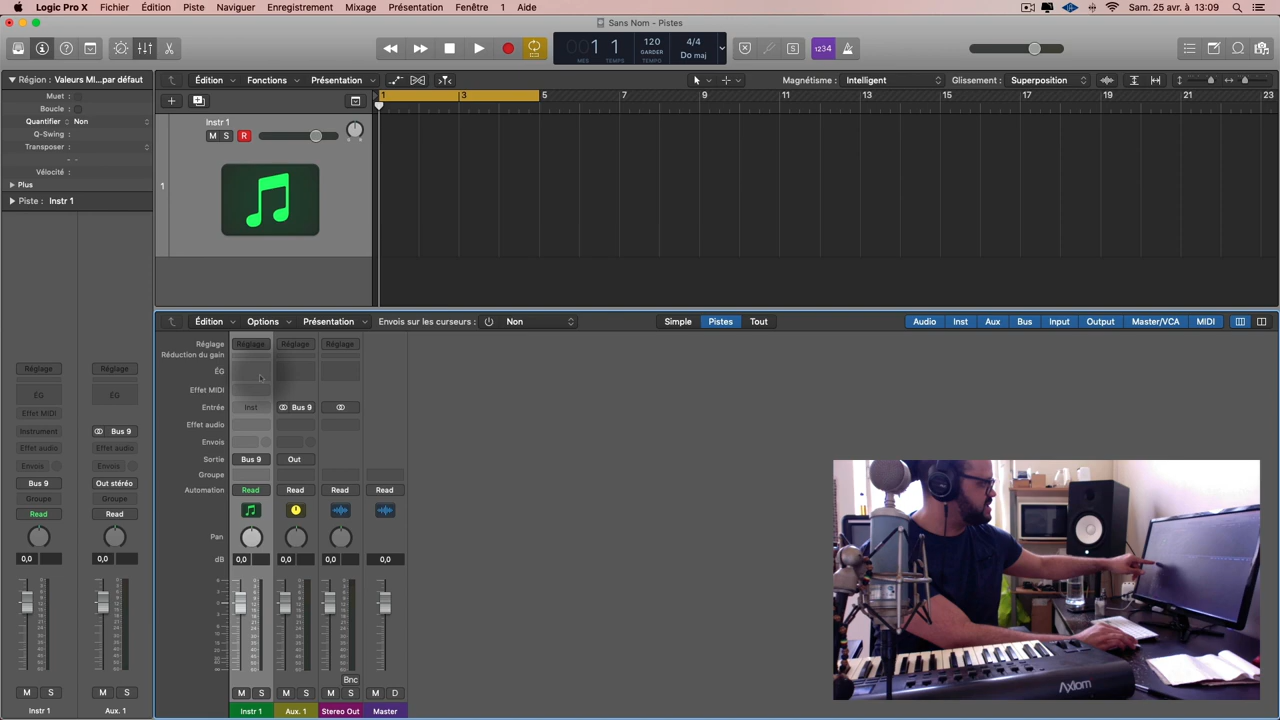 Logic Pro X Fichier Édition Piste Naviguer Enregistrement Mixage Présentation Fenêtre 1 Aide Sam. 25 avr. à 13:09
Sans Nom - Pistes
001 1 120 4/4
GARDER Do maj
MES TEMPO TEMPO
1234
Région : Valeurs MI...par défaut
Édition Fonctions Présentation Magnétisme : Intelligent Glissement : Superposition
Muet :
Boucle :
Quantifier : Non
Q-Swing :
Transposer :
Vélocité :
Plus
Piste : Instr 1
1 3 5 7 9 11 13 15 17 19 21 23
Instr 1
M S R
1
Édition Options Présentation Envois sur les curseurs : Non Simple Pistes Tout Audio Inst Aux Bus Input Output Master/VCA MIDI
Réglage Réglage Réglage Réglage
Réduction du gain
ÉG
Effet MIDI
Entrée Inst Bus 9
Effet audio
Envois
Sortie Bus 9 Out
Groupe
Automation Read Read Read Read
Pan
dB 0,0 0,0 0,0 0,0
Bnc
M S M S M S M D
Instr 1 Aux. 1 Stereo Out Master
Réglage Réglage
ÉG ÉG
Effet MIDI
Instrument Bus 9
Effet audio Effet audio
Envois Envois
Bus 9 Out stéréo
Groupe Groupe
Read Read
0,0 0,0
M S M S
Instr 1 Aux. 1
AXIOM